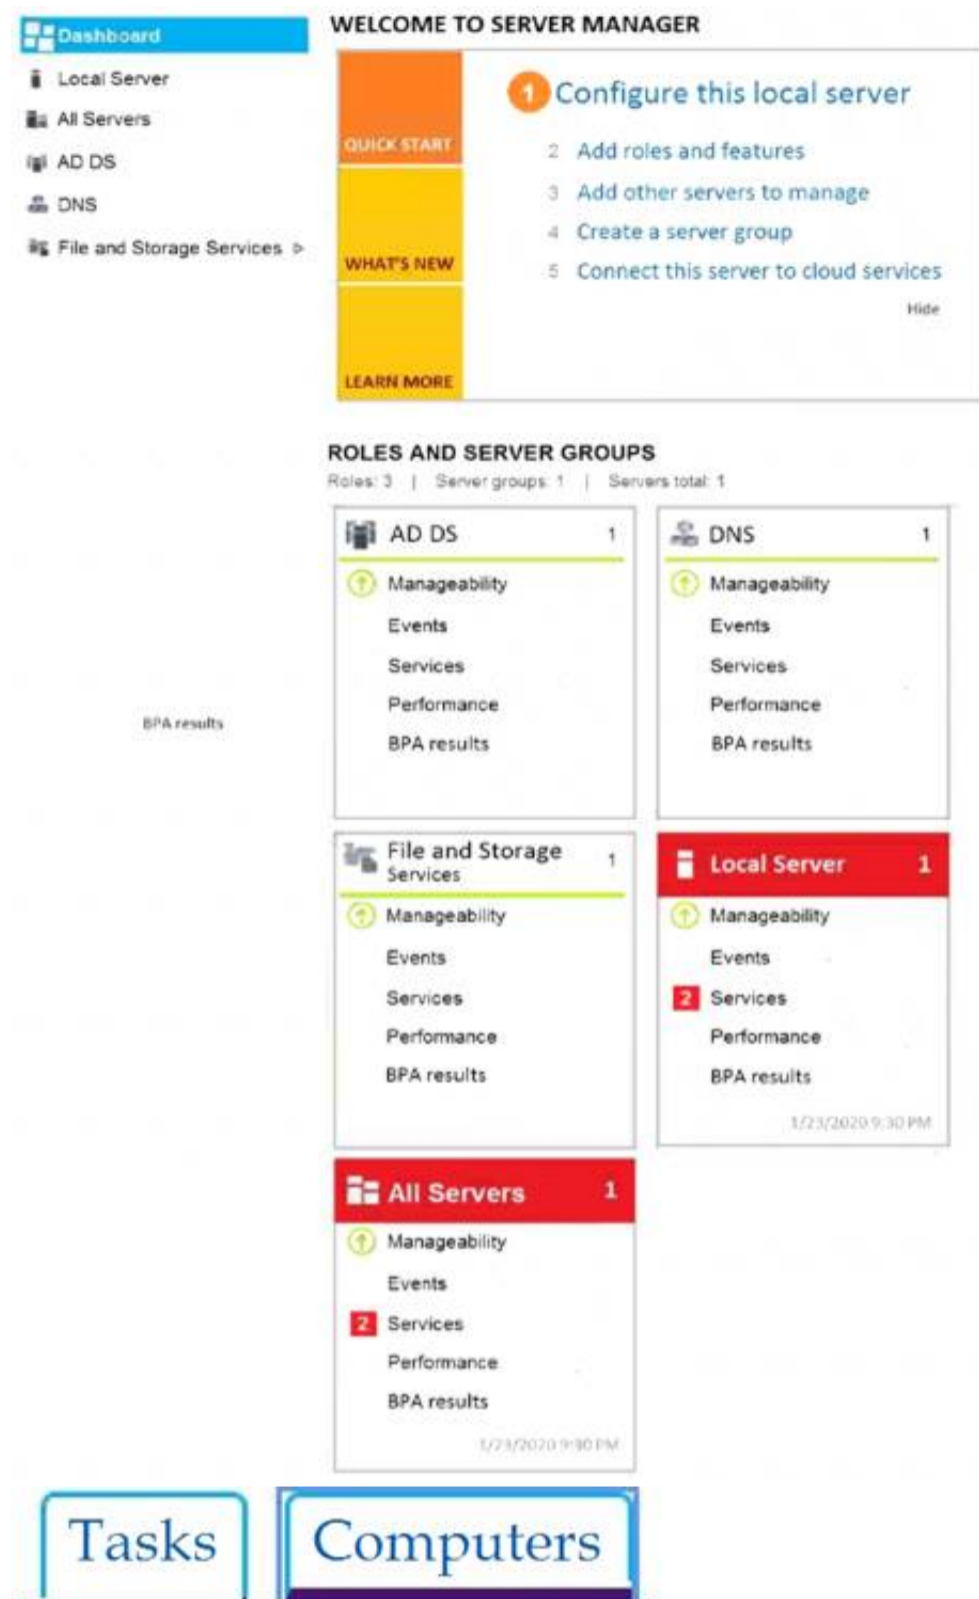 Dashboard
Local Server
All Servers
AD DS
DNS
File and Storage Services
WELCOME TO SERVER MANAGER
QUICK START
WHAT'S NEW
LEARN MORE
1 Configure this local server
2 Add roles and features
3 Add other servers to manage
4 Create a server group
5 Connect this server to cloud services
Hide
ROLES AND SERVER GROUPS
Roles: 3 | Server groups: 1 | Servers total: 1
AD DS 1
Manageability
Events
Services
Performance
BPA results
DNS 1
Manageability
Events
Services
Performance
BPA results
BPA results
File and Storage
Services 1
Manageability
Events
Services
Performance
BPA results
Local Server 1
Manageability
Events
2 Services
Performance
BPA results
1/23/2020 9:30 PM
All Servers 1
Manageability
Events
2 Services
Performance
BPA results
1/23/2020 9:30 PM
Tasks
Computers